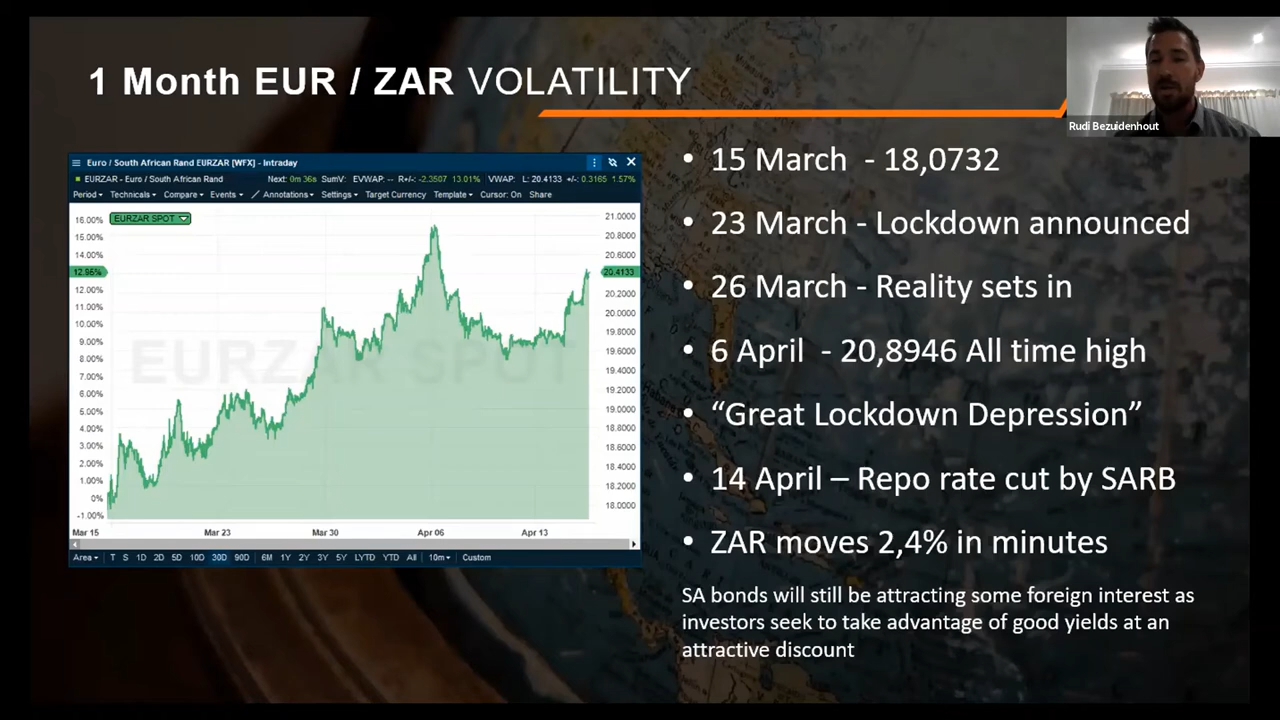 1 Month EUR / ZAR VOLATILITY
Rudi Bezuidenhout
Euro / South African Rand EURZAR [WFX] - Intraday
EURZAR - Euro / South African Rand Next: 0m 36s SumV: EVWAP: -- R+/-: -2.3507 13.01% VWAP: L: 20.4133 +/-: 0.3165 1.57%
Period Technicals Compare Events Annotations Settings Target Currency Template Cursor: On Share
EURZAR SPOT
16.00%
15.00%
14.00%
12.96%
12.00%
11.00%
10.00%
9.00%
8.00%
7.00%
6.00%
5.00%
4.00%
3.00%
2.00%
1.00%
0%
-1.00%
21.0000
20.8000
20.6000
20.4133
20.2000
20.0000
19.8000
19.6000
19.4000
19.2000
19.0000
18.8000
18.6000
18.4000
18.2000
18.0000
EURZAR SPOT
Mar 15 Mar 23 Mar 30 Apr 06 Apr 13
Area T S 1D 2D 5D 10D 30D 90D 6M 1Y 2Y 3Y 5Y LYTD YTD All 10m Custom
• 15 March - 18,0732
• 23 March - Lockdown announced
• 26 March - Reality sets in
• 6 April - 20,8946 All time high
• “Great Lockdown Depression”
• 14 April – Repo rate cut by SARB
• ZAR moves 2,4% in minutes
SA bonds will still be attracting some foreign interest as
investors seek to take advantage of good yields at an
attractive discount